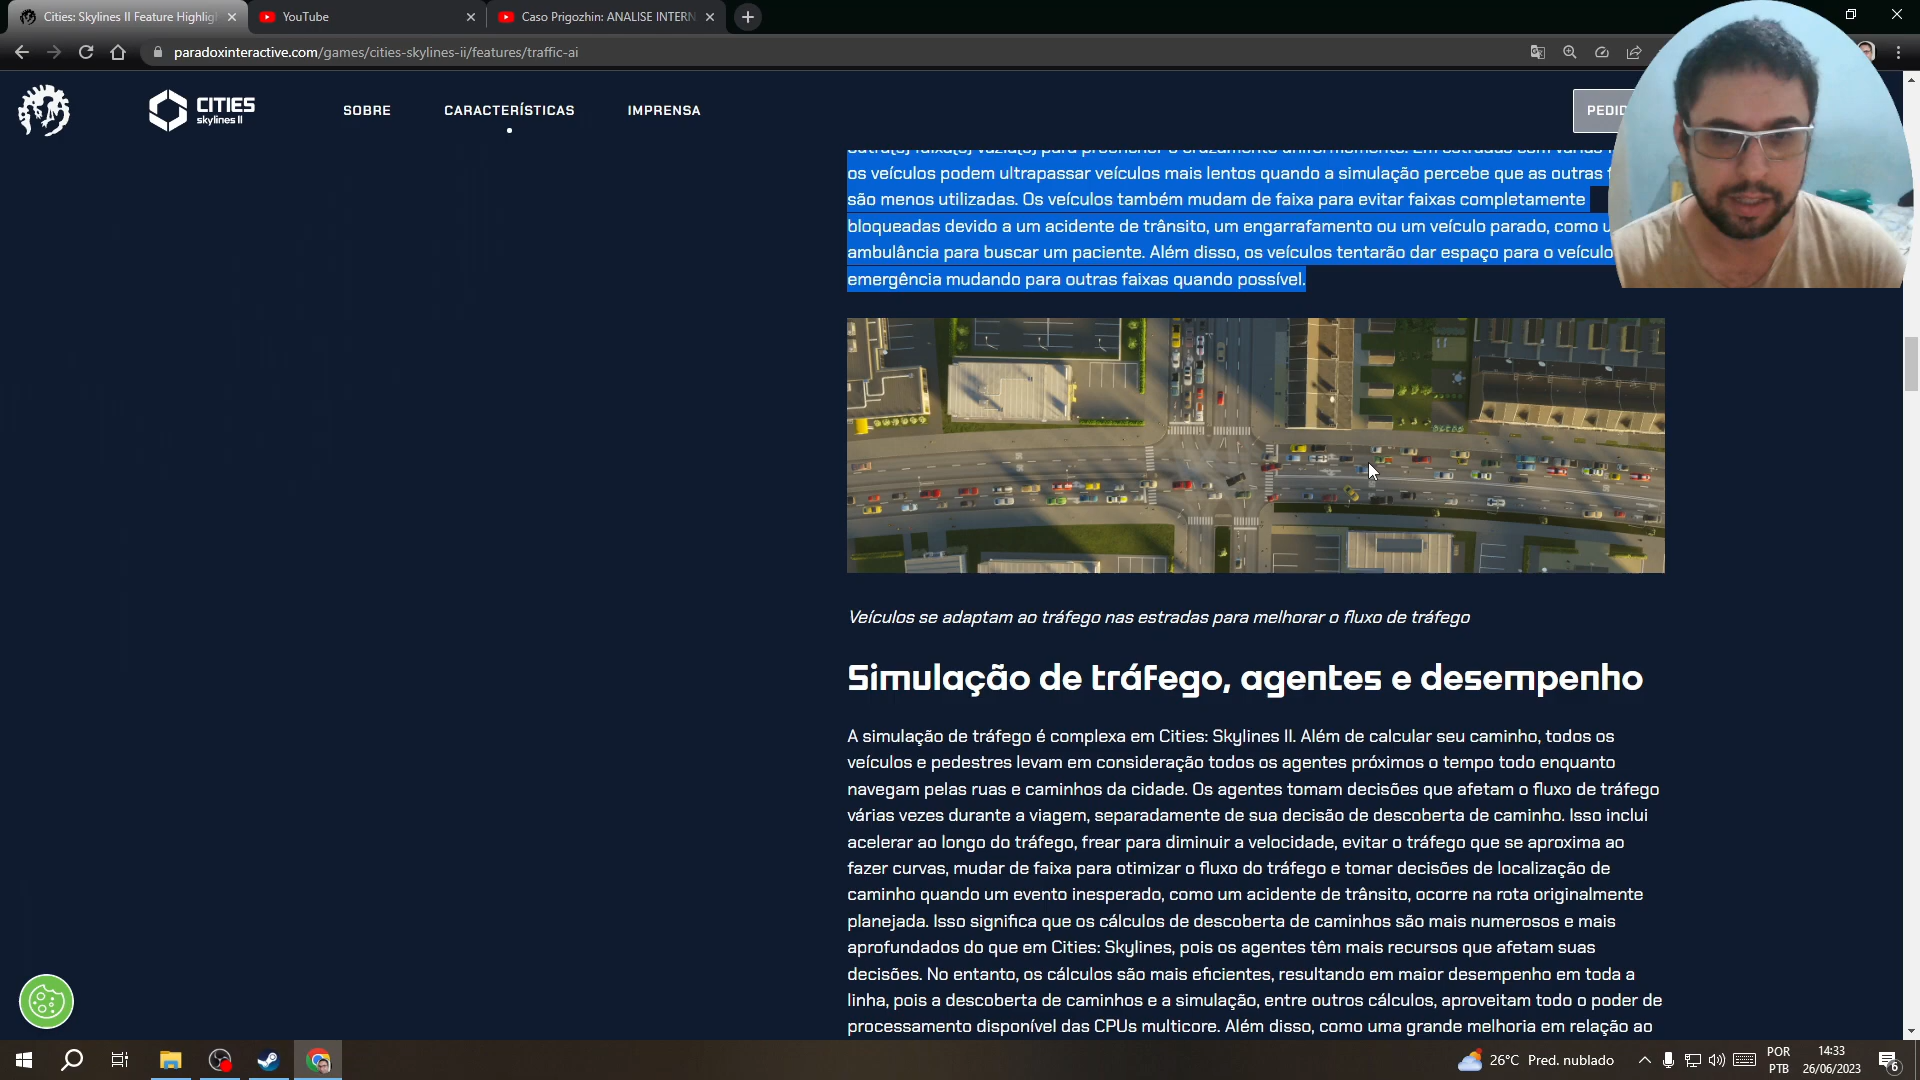 Cities: Skylines II Feature Highligh
YouTube
Caso Prigozhin: ANALISE INTERN
paradoxinteractive.com/games/cities-skylines-ii/features/traffic-ai
CITIES
skylines II
SOBRE
CARACTERÍSTICAS
IMPRENSA
PEDID
outra(s) faixa(s) vazia(s) para preencher o cruzamento uniformemente. Em estradas com várias
os veículos podem ultrapassar veículos mais lentos quando a simulação percebe que as outras f
são menos utilizadas. Os veículos também mudam de faixa para evitar faixas completamente
bloqueadas devido a um acidente de trânsito, um engarrafamento ou um veículo parado, como u
ambulância para buscar um paciente. Além disso, os veículos tentarão dar espaço para o veículo
emergência mudando para outras faixas quando possível.
Veículos se adaptam ao tráfego nas estradas para melhorar o fluxo de tráfego
Simulação de tráfego, agentes e desempenho
A simulação de tráfego é complexa em Cities: Skylines II. Além de calcular seu caminho, todos os
veículos e pedestres levam em consideração todos os agentes próximos o tempo todo enquanto
navegam pelas ruas e caminhos da cidade. Os agentes tomam decisões que afetam o fluxo de tráfego
várias vezes durante a viagem, separadamente de sua decisão de descoberta de caminho. Isso inclui
acelerar ao longo do tráfego, frear para diminuir a velocidade, evitar o tráfego que se aproxima ao
fazer curvas, mudar de faixa para otimizar o fluxo do tráfego e tomar decisões de localização de
caminho quando um evento inesperado, como um acidente de trânsito, ocorre na rota originalmente
planejada. Isso significa que os cálculos de descoberta de caminhos são mais numerosos e mais
aprofundados do que em Cities: Skylines, pois os agentes têm mais recursos que afetam suas
decisões. No entanto, os cálculos são mais eficientes, resultando em maior desempenho em toda a
linha, pois a descoberta de caminhos e a simulação, entre outros cálculos, aproveitam todo o poder de
processamento disponível das CPUs multicore. Além disso, como uma grande melhoria em relação ao
26°C Pred. nublado
POR
PTB
14:33
26/06/2023
6